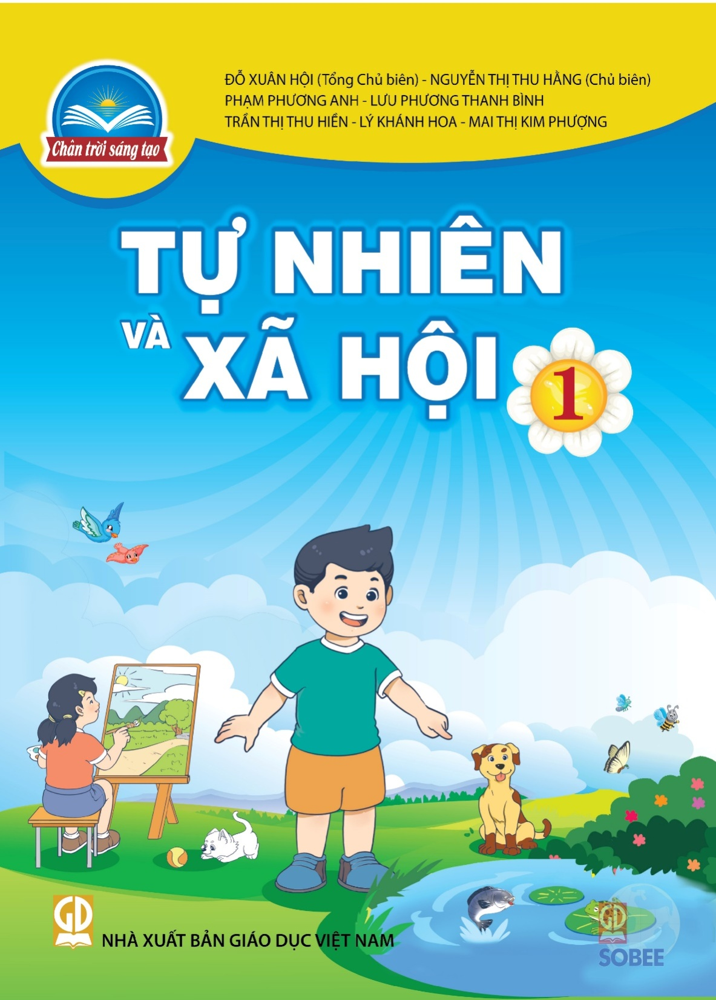 ĐỖ XUÂN HỘI (Tổng Chủ biên) - NGUYỄN THỊ THU HẰNG (Chủ biên)
PHẠM PHƯƠNG ANH - LƯU PHƯƠNG THANH BÌNH
TRẦN THỊ THU HIỀN - LÝ KHÁNH HOA - MAI THỊ KIM PHƯỢNG
Chân trời sáng tạo
TỰ NHIÊN
VÀ XÃ HỘI 1
GD
NHÀ XUẤT BẢN GIÁO DỤC VIỆT NAM
GD
SOBEE